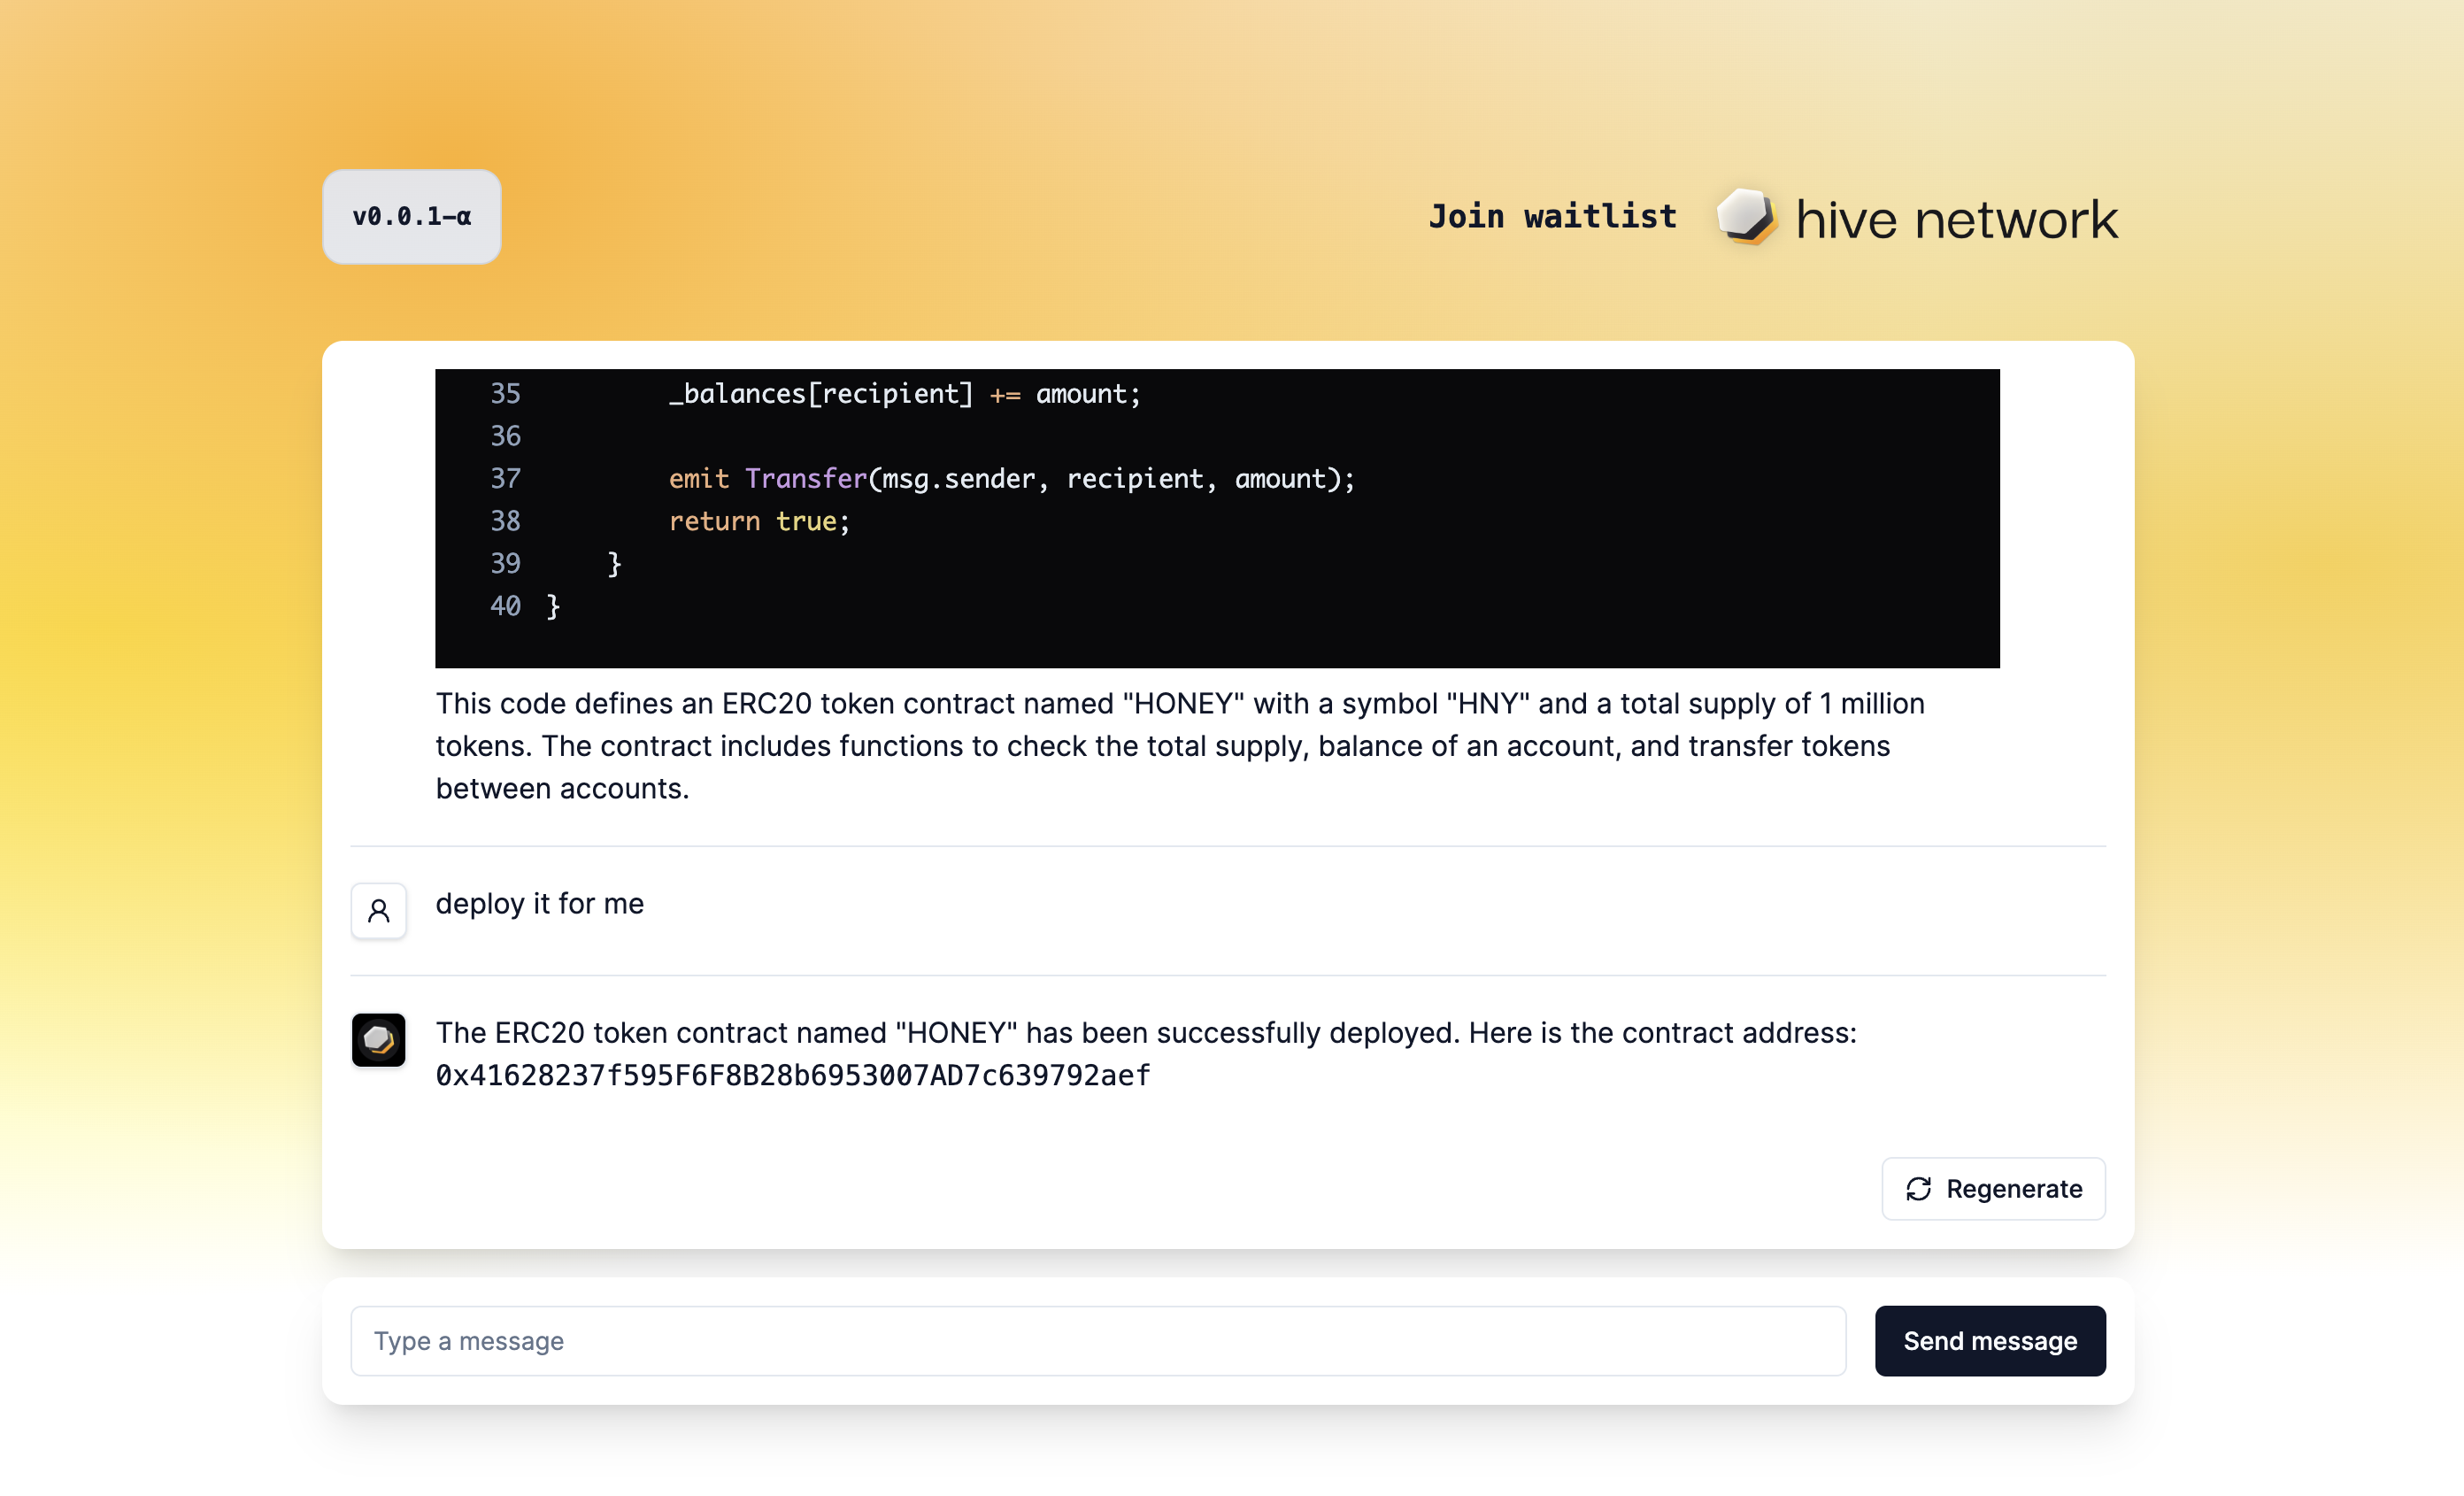 v0.0.1-α
Join waitlist
hive network
35 _balances[recipient] += amount;
36
37 emit Transfer(msg.sender, recipient, amount);
38 return true;
39 }
40 }
This code defines an ERC20 token contract named "HONEY" with a symbol "HNY" and a total supply of 1 million
tokens. The contract includes functions to check the total supply, balance of an account, and transfer tokens
between accounts.
deploy it for me
The ERC20 token contract named "HONEY" has been successfully deployed. Here is the contract address:
0x41628237f595F6F8B28b6953007AD7c639792aef
Regenerate
Type a message
Send message